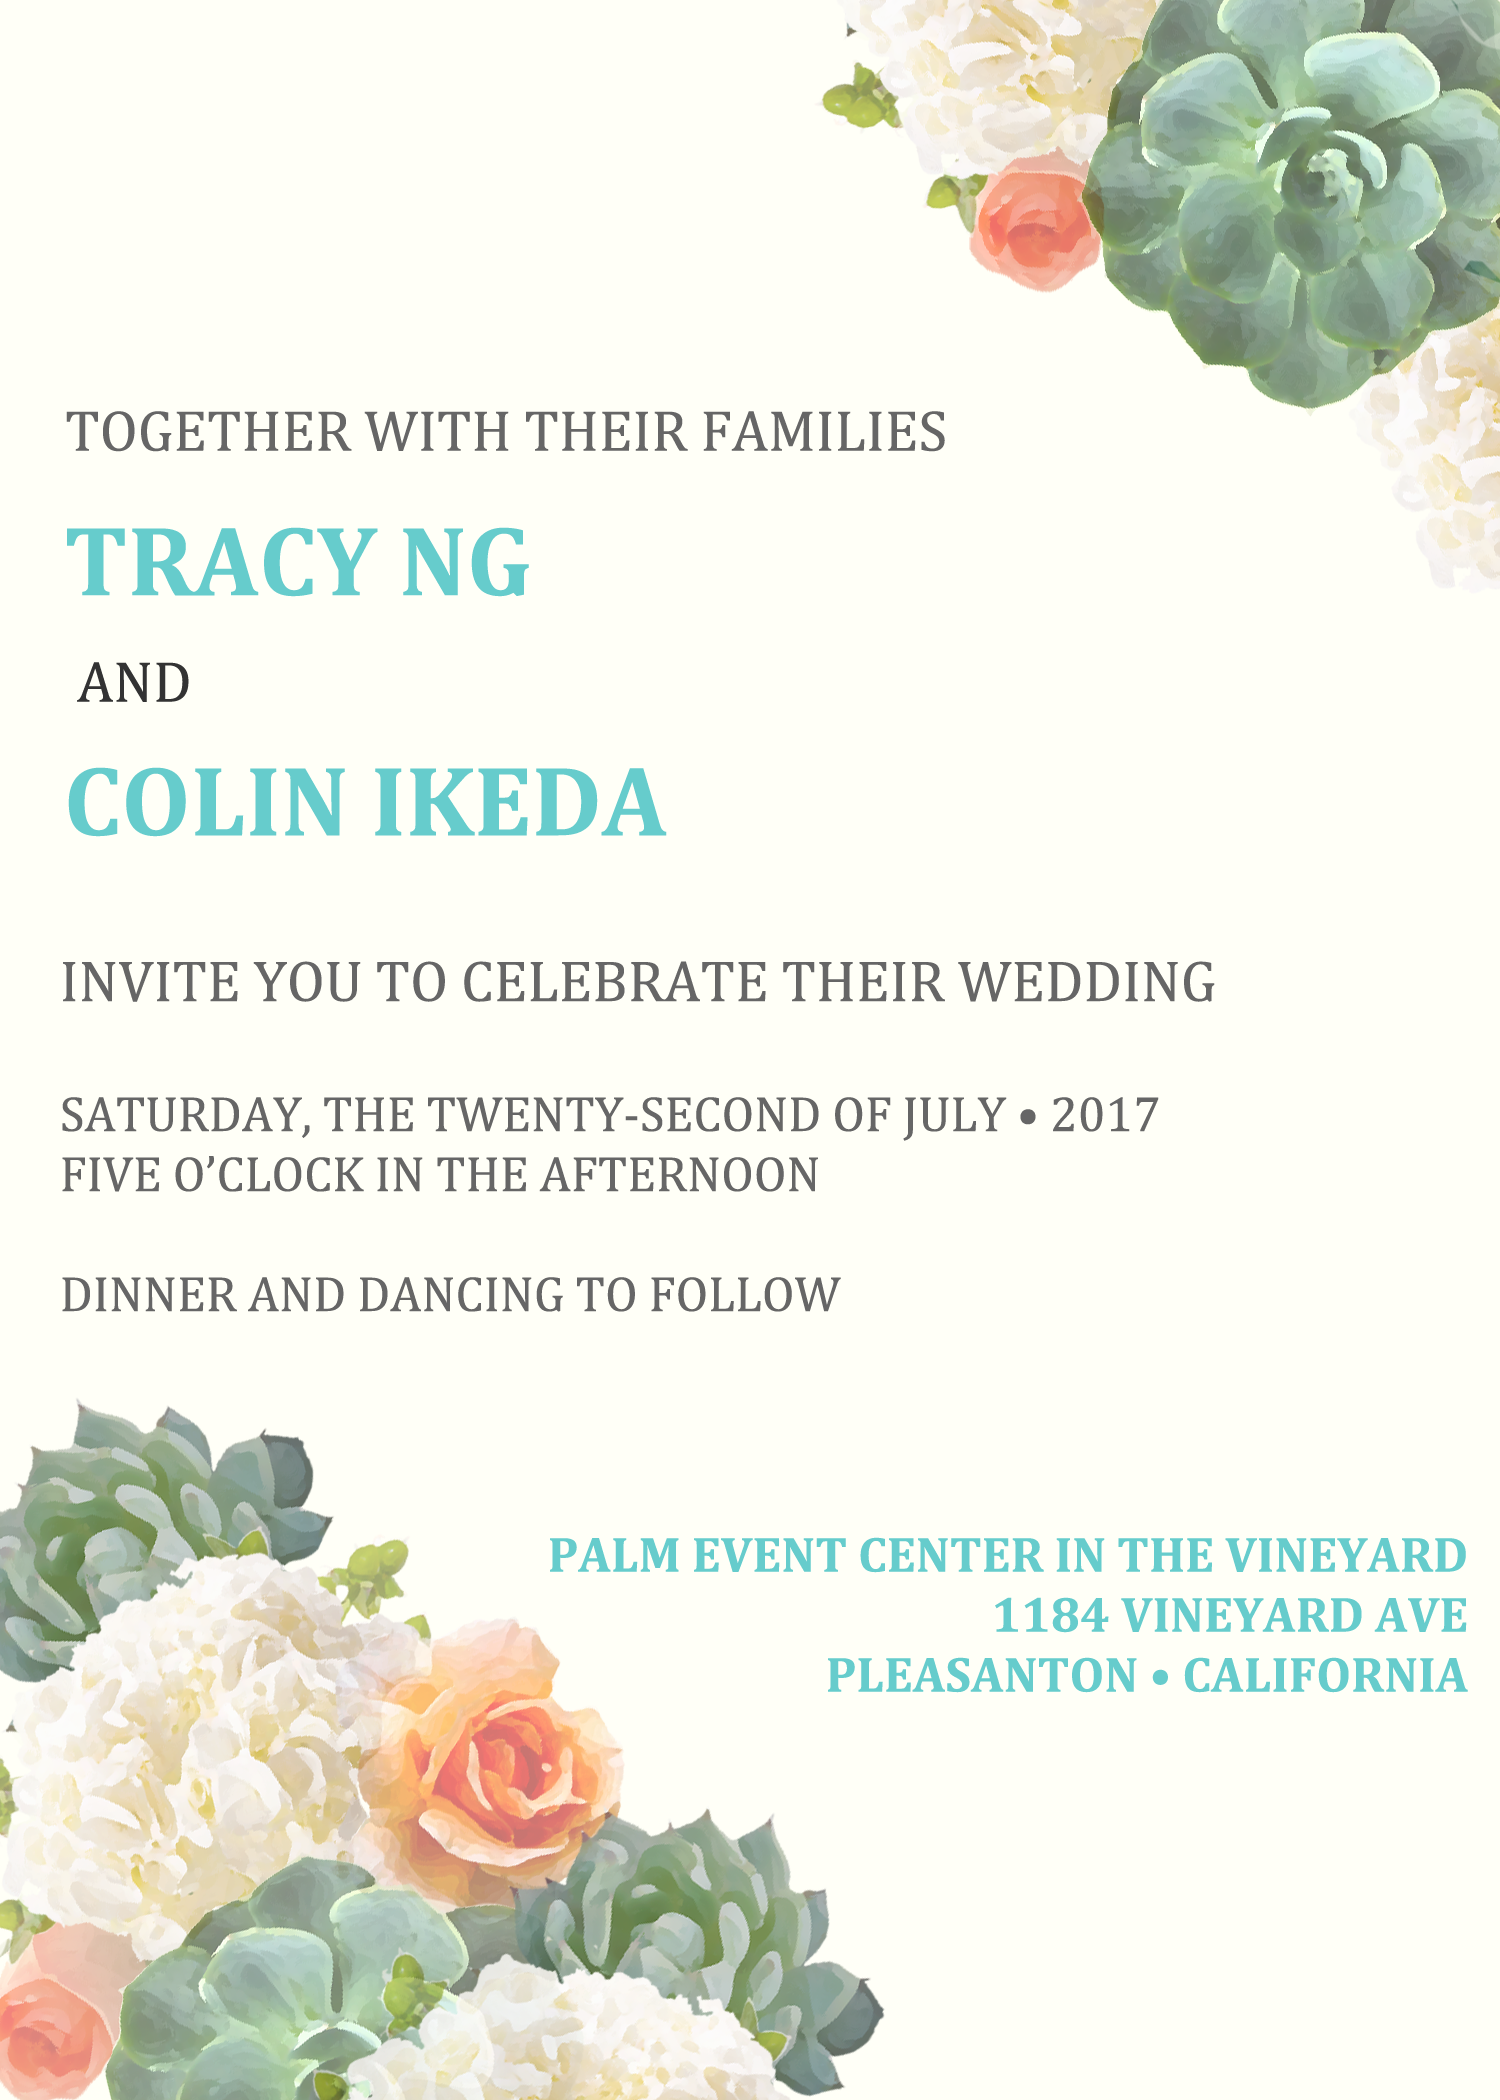 TOGETHER WITH THEIR FAMILIES
TRACY NG
AND
COLIN IKEDA
INVITE YOU TO CELEBRATE THEIR WEDDING
SATURDAY, THE TWENTY-SECOND OF JULY • 2017
FIVE O’CLOCK IN THE AFTERNOON
DINNER AND DANCING TO FOLLOW
PALM EVENT CENTER IN THE VINEYARD
1184 VINEYARD AVE
PLEASANTON • CALIFORNIA